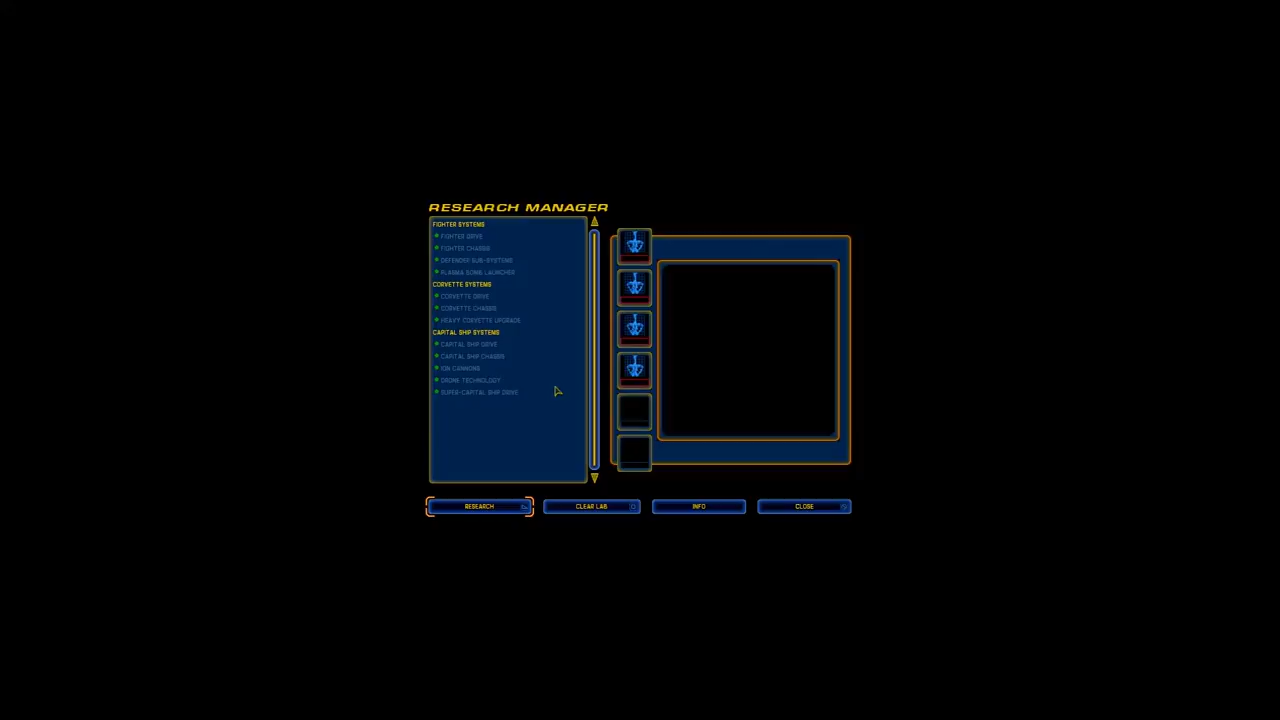 RESEARCH MANAGER
FIGHTER SYSTEMS
FIGHTER DRIVE
FIGHTER CHASSIS
DEFENDER SUB-SYSTEMS
PLASMA BOMB LAUNCHER
CORVETTE SYSTEMS
CORVETTE DRIVE
CORVETTE CHASSIS
HEAVY CORVETTE UPGRADE
CAPITAL SHIP SYSTEMS
CAPITAL SHIP DRIVE
CAPITAL SHIP CHASSIS
ION CANNONS
DRONE TECHNOLOGY
SUPER-CAPITAL SHIP DRIVE
RESEARCH
CLEAR LAB
INFO
CLOSE